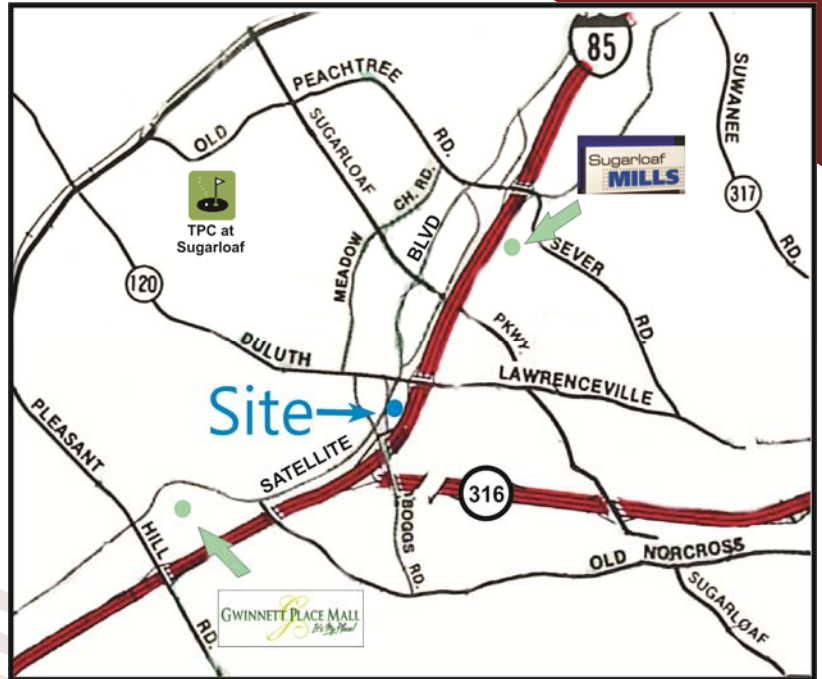 85
PEACHTREE
OLD
RD.
SUGARLOAF
SUWANEE
317
RD.
Sugarloaf
MILLS
TPC at
Sugarloaf
CH. RD.
MEADOW
BLVD
SEVER
RD.
120
PKWY.
DULUTH
LAWRENCEVILLE
Site
PLEASANT
HILL
RD.
SATELLITE
316
BOGGS
RD.
OLD NORCROSS
SUGARLØAF
GWINNETT PLACE MALL
It's My Place!